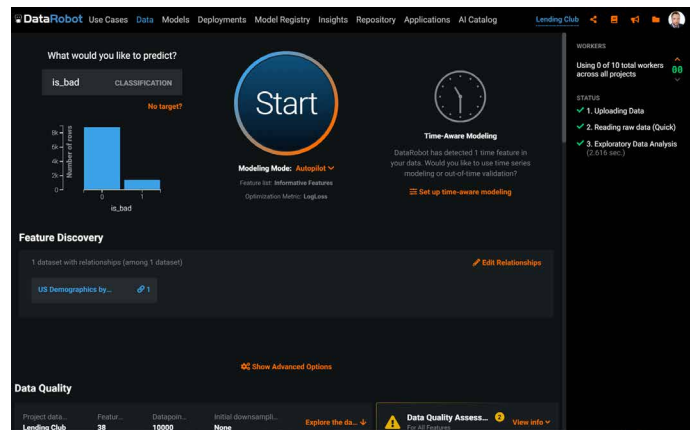 DataRobot Use Cases Data Models Deployments Model Registry Insights Repository Applications AI Catalog Lending Club
What would you like to predict?
is_bad CLASSIFICATION
No target?
Number of rows
8k
6k
4k
2k
0
0 1
is_bad
Start
Modeling Mode: Autopilot
Feature list: Informative Features
Optimization Metric: LogLoss
Time-Aware Modeling
DataRobot has detected 1 time feature in
your data. Would you like to use time series
modeling or out-of-time validation?
Set up time-aware modeling
WORKERS
Using 0 of 10 total workers
across all projects
00
STATUS
1. Uploading Data
2. Reading raw data (Quick)
3. Exploratory Data Analysis
(2.616 sec.)
Feature Discovery
1 dataset with relationships (among 1 dataset)
Edit Relationships
US Demographics by... 1
Show Advanced Options
Data Quality
Project data... Featur... Datapoin... Initial downsampli...
Lending Club 38 10000 None
Explore the da...
Data Quality Assess... 2
For All Features
View info